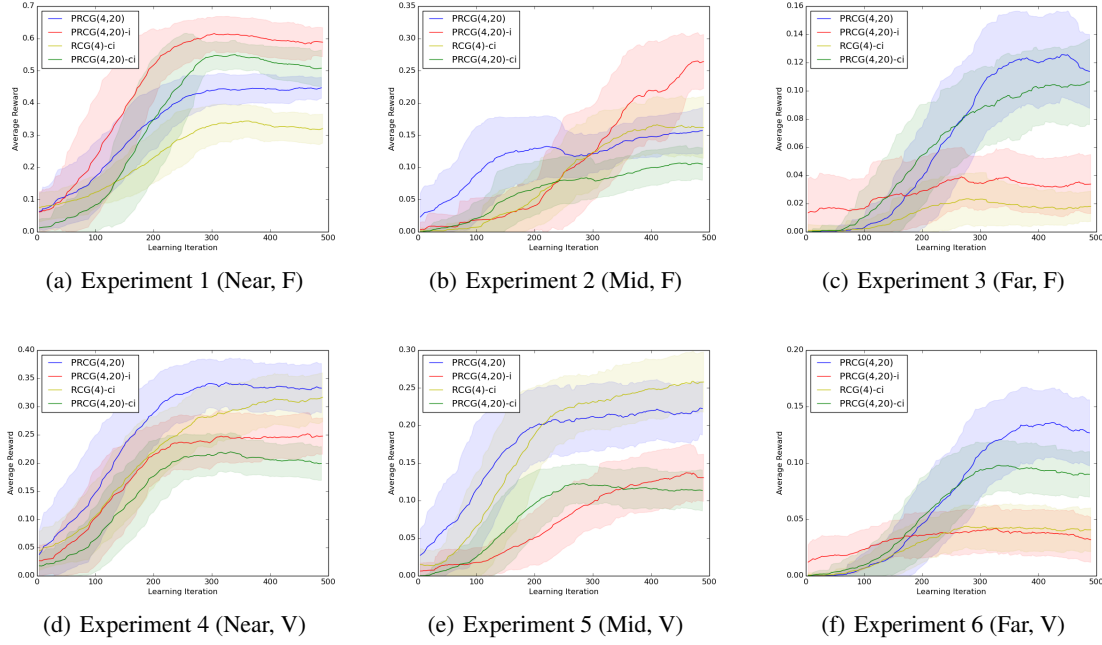 0.7
0.6
0.5
0.4
0.3
0.2
0.1
0.0
Average Reward
PRCG(4,20)
PRCG(4,20)-i
RCG(4)-ci
PRCG(4,20)-ci
0 100 200 300 400 500
Learning Iteration
(a) Experiment 1 (Near, F)
0.35
0.30
0.25
0.20
0.15
0.10
0.05
0.00
Average Reward
PRCG(4,20)
PRCG(4,20)-i
RCG(4)-ci
PRCG(4,20)-ci
0 100 200 300 400 500
Learning Iteration
(b) Experiment 2 (Mid, F)
0.16
0.14
0.12
0.10
0.08
0.06
0.04
0.02
0.00
Average Reward
PRCG(4,20)
PRCG(4,20)-i
RCG(4)-ci
PRCG(4,20)-ci
0 100 200 300 400 500
Learning Iteration
(c) Experiment 3 (Far, F)
0.40
0.35
0.30
0.25
0.20
0.15
0.10
0.05
0.00
Average Reward
PRCG(4,20)
PRCG(4,20)-i
RCG(4)-ci
PRCG(4,20)-ci
0 100 200 300 400 500
Learning Iteration
(d) Experiment 4 (Near, V)
0.30
0.25
0.20
0.15
0.10
0.05
0.00
Average Reward
PRCG(4,20)
PRCG(4,20)-i
RCG(4)-ci
PRCG(4,20)-ci
0 100 200 300 400 500
Learning Iteration
(e) Experiment 5 (Mid, V)
0.20
0.15
0.10
0.05
0.00
Average Reward
PRCG(4,20)
PRCG(4,20)-i
RCG(4)-ci
PRCG(4,20)-ci
0 100 200 300 400 500
Learning Iteration
(f) Experiment 6 (Far, V)